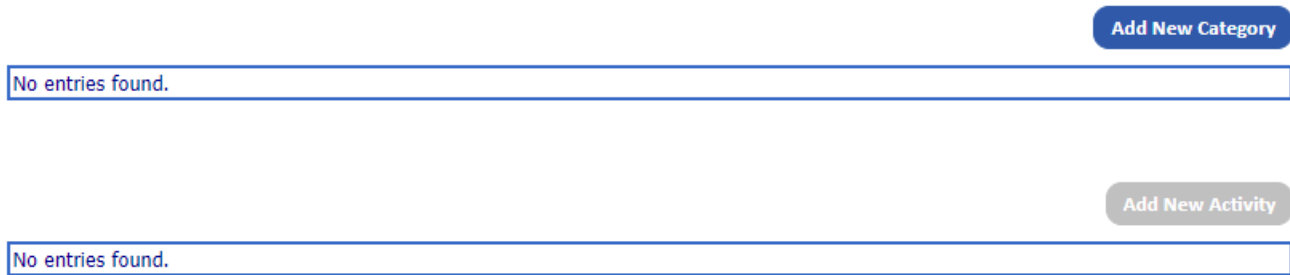 Add New Category
No entries found.
Add New Activity
No entries found.